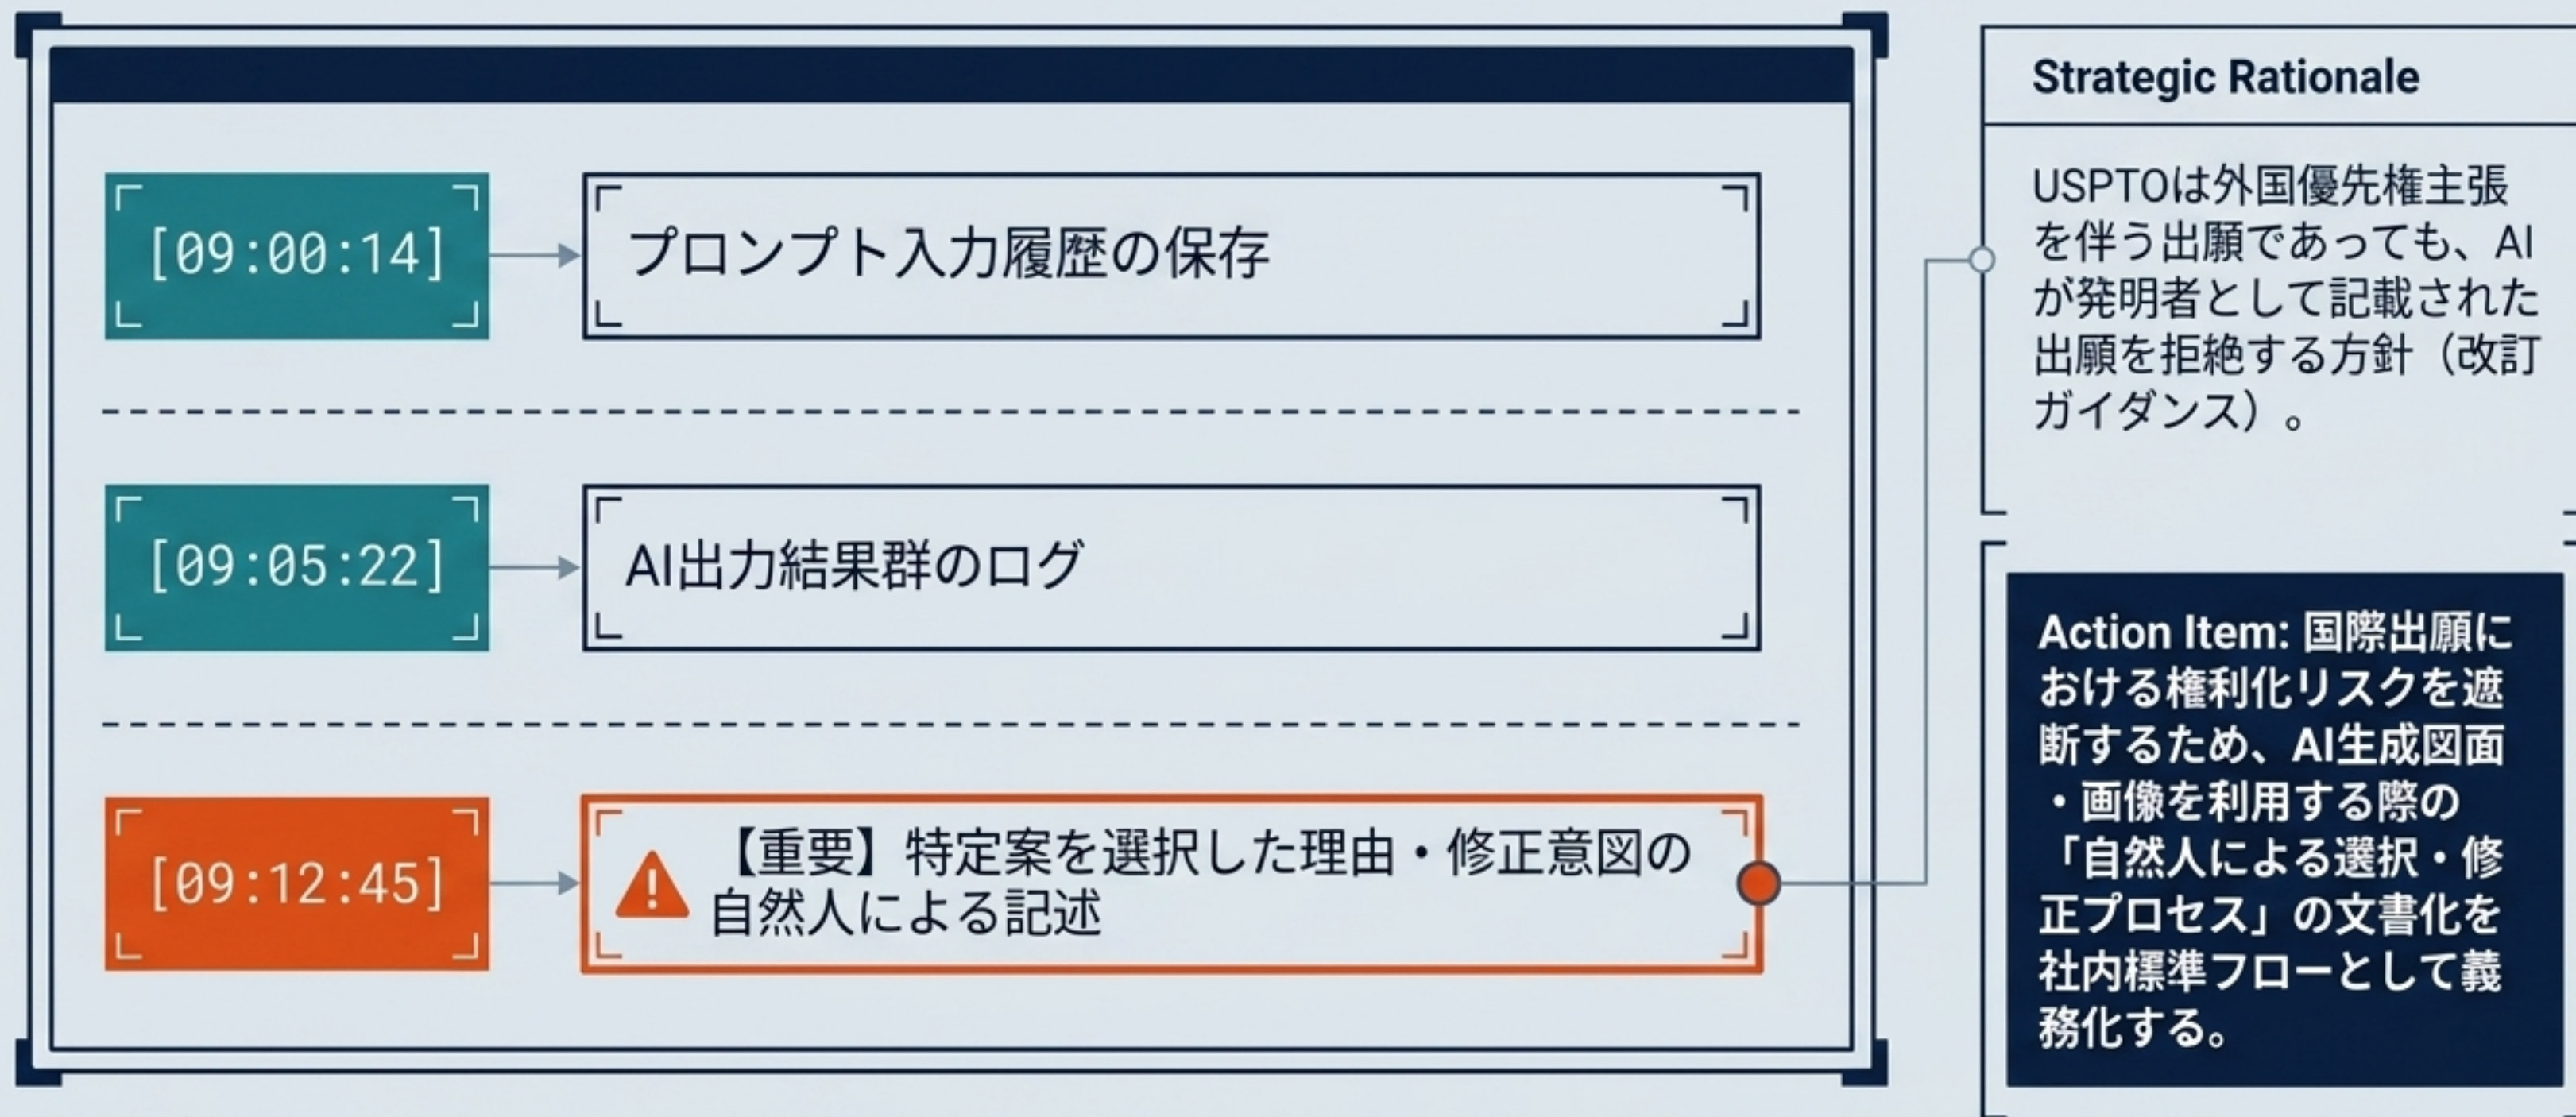 [09:00:14]
プロンプト入力履歴の保存
[09:05:22]
AI出力結果群のログ
[09:12:45]
【重要】特定案を選択した理由・修正意図の
自然人による記述
Strategic Rationale
USPTOは外国優先権主張
を伴う出願であっても、AI
が発明者として記載された
出願を拒絶する方針（改訂
ガイダンス）。
Action Item: 国際出願に
おける権利化リスクを遮
断するため、AI生成図面
・画像を利用する際の
「自然人による選択・修
正プロセス」の文書化を
社内標準フローとして義
務化する。